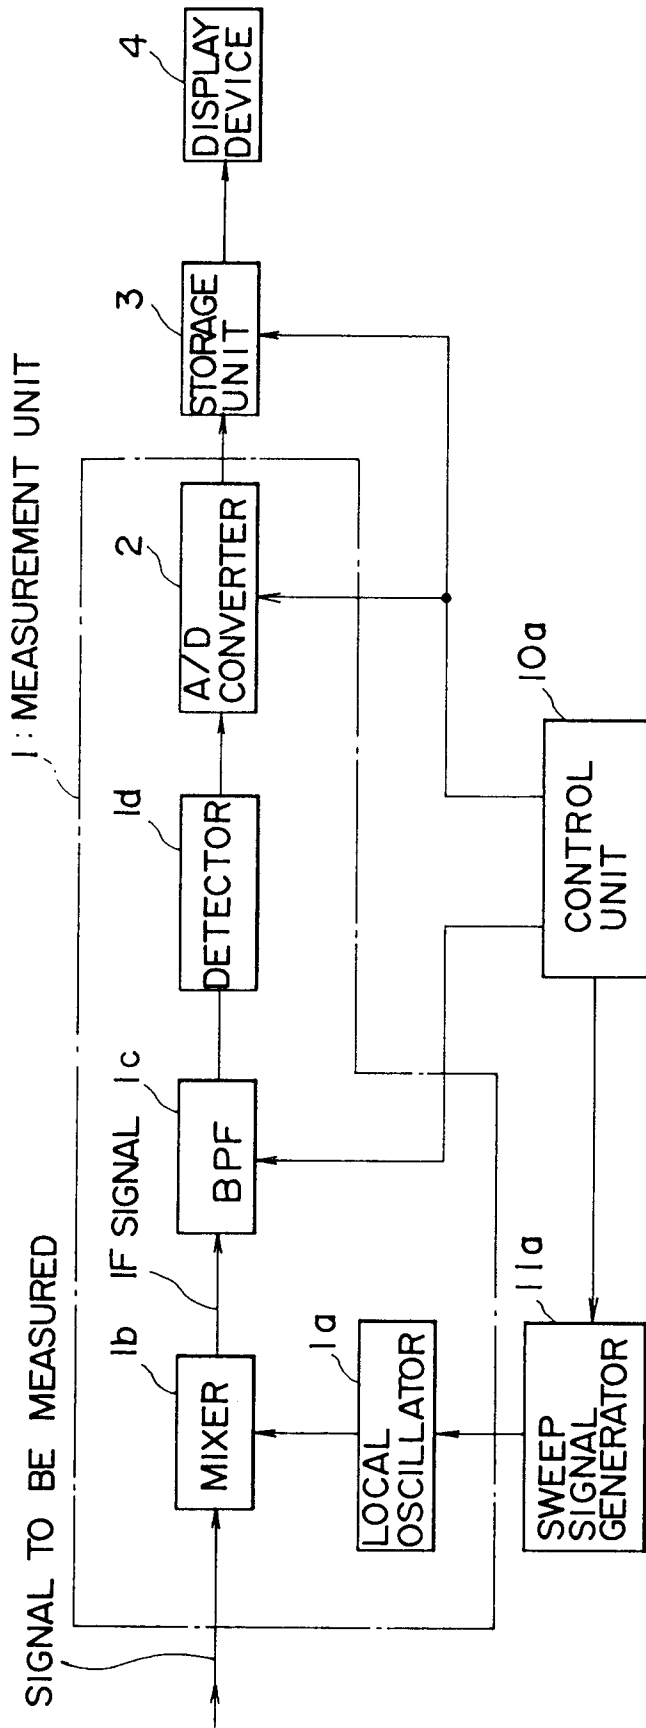 1: MEASUREMENT UNIT
SIGNAL TO BE MEASURED
1b
MIXER
IF SIGNAL
1c
BPF
1d
DETECTOR
2
A/D
CONVERTER
3
STORAGE
UNIT
4
DISPLAY
DEVICE
1a
LOCAL
OSCILLATOR
11a
SWEEP
SIGNAL
GENERATOR
10a
CONTROL
UNIT